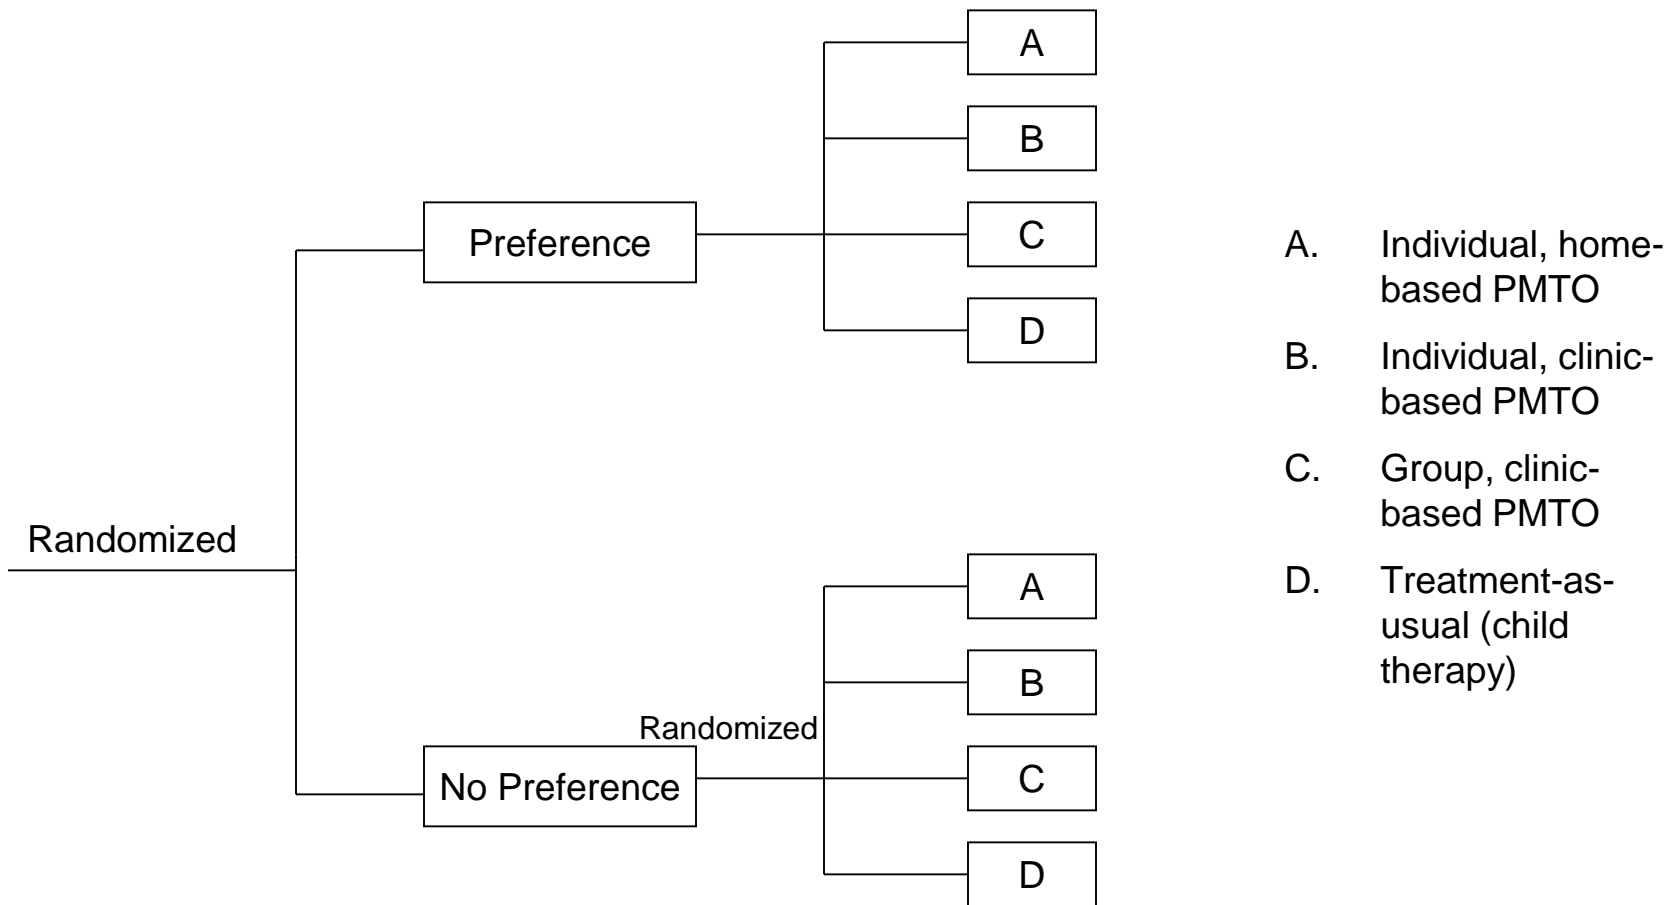 A
B
Preference
C
D
Randomized
A
B
Randomized
No Preference
C
D
A. Individual, home-
based PMTO
B. Individual, clinic-
based PMTO
C. Group, clinic-
based PMTO
D. Treatment-as-
usual (child
therapy)